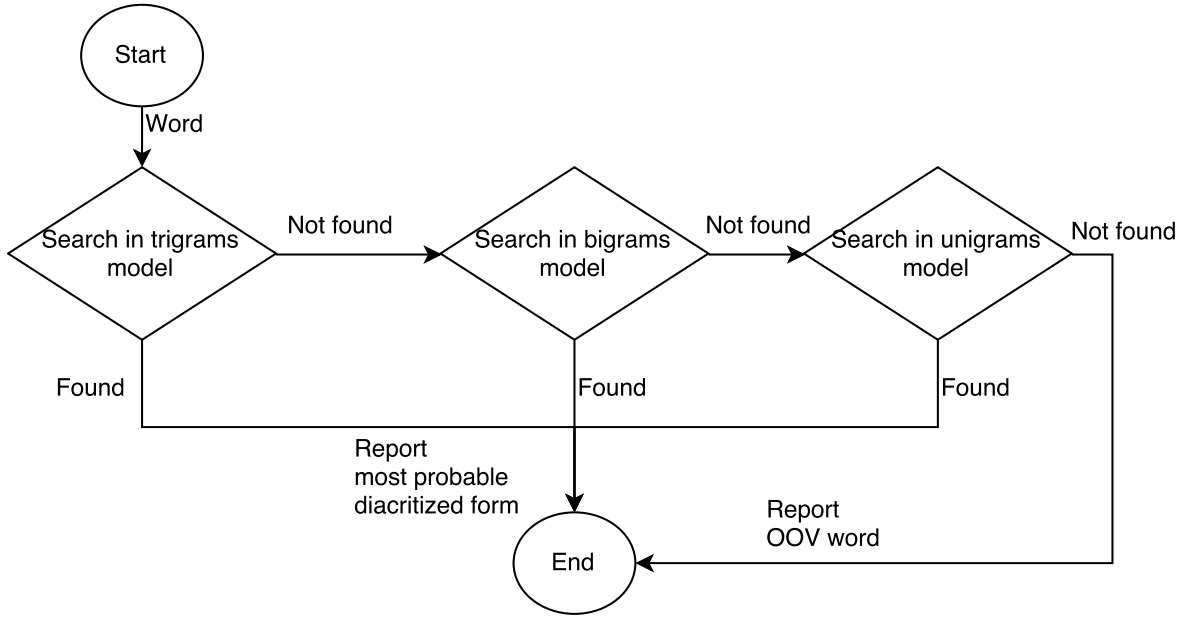 Start
Word
Search in trigrams
model
Not found
Search in bigrams
model
Not found
Search in unigrams
model
Not found
Found
Found
Found
Report
most probable
diacritized form
Report
OOV word
End